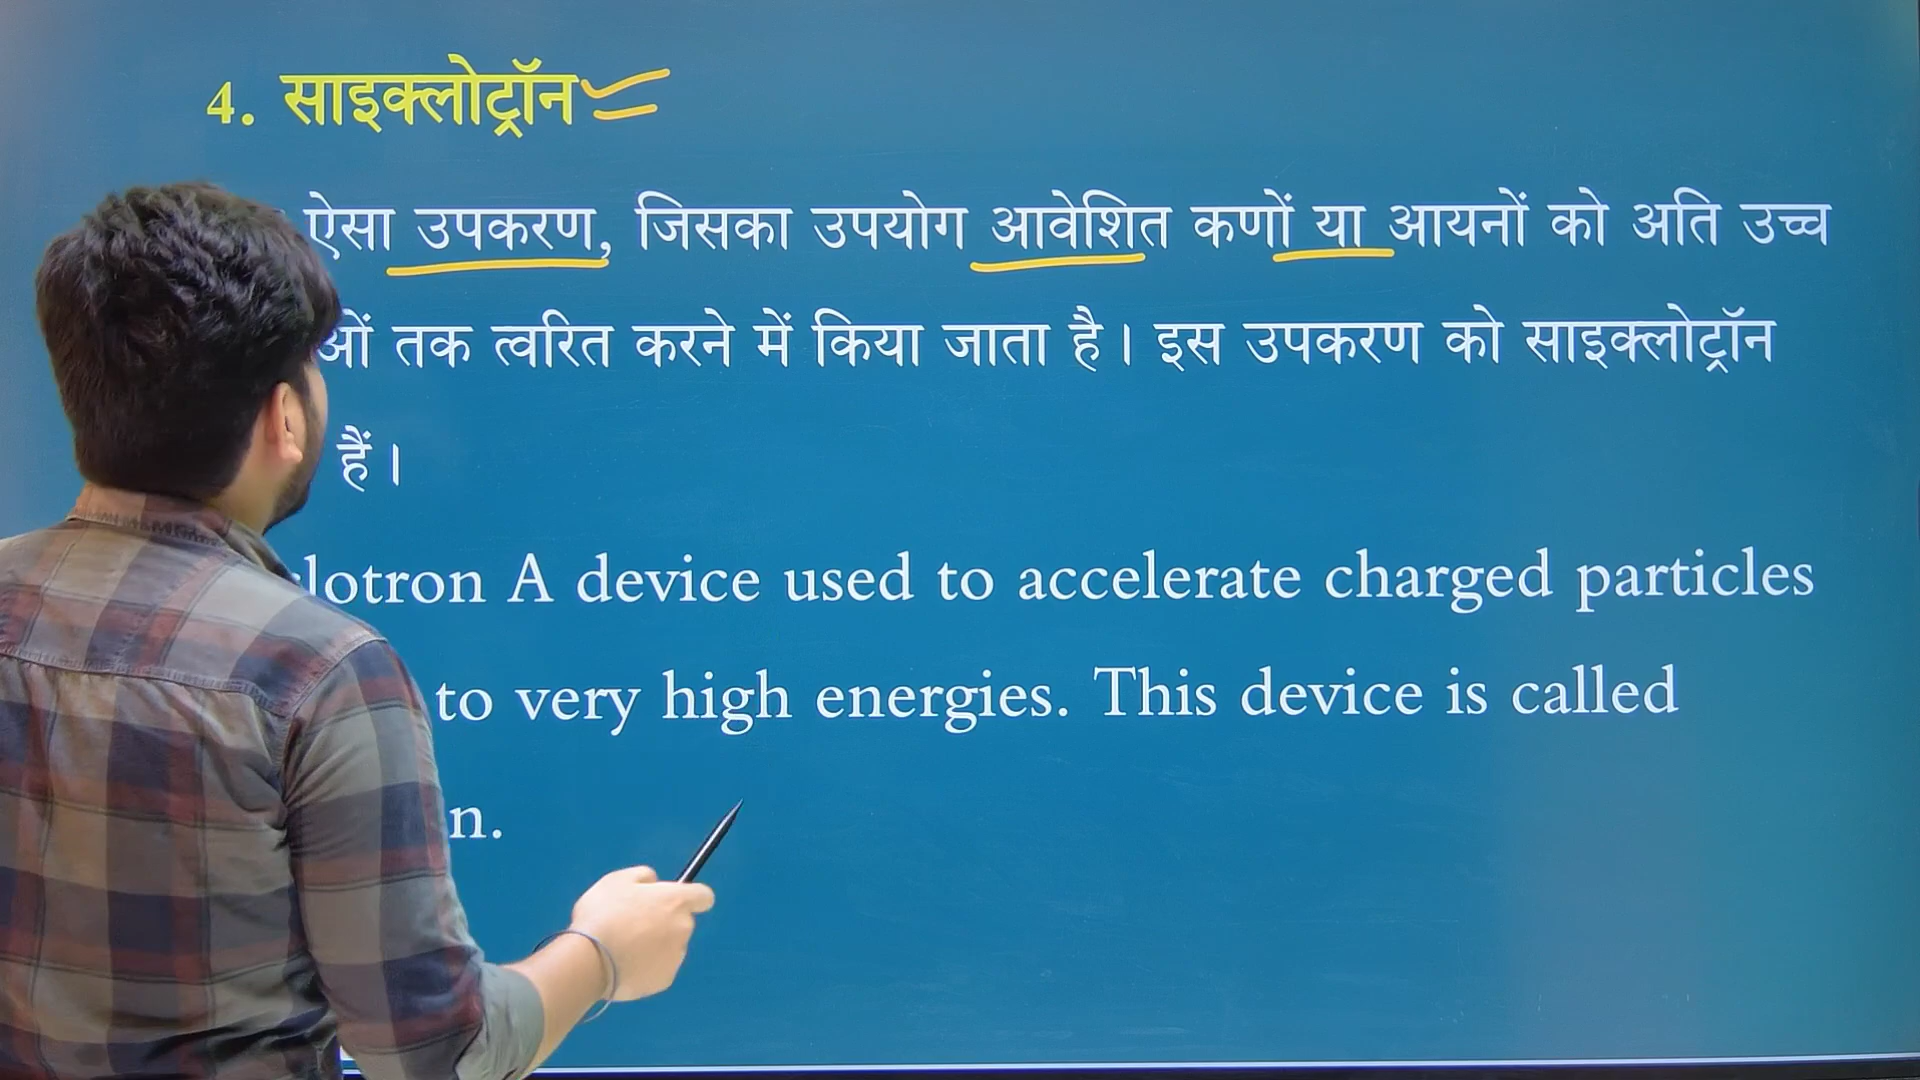 4. साइक्लोट्रॉन
ऐसा उपकरण, जिसका उपयोग आवेशित कणों या आयनों को अति उच्च
तक त्वरित करने में किया जाता है। इस उपकरण को साइक्लोट्रॉन
हैं।
A device used to accelerate charged particles
to very high energies. This device is called